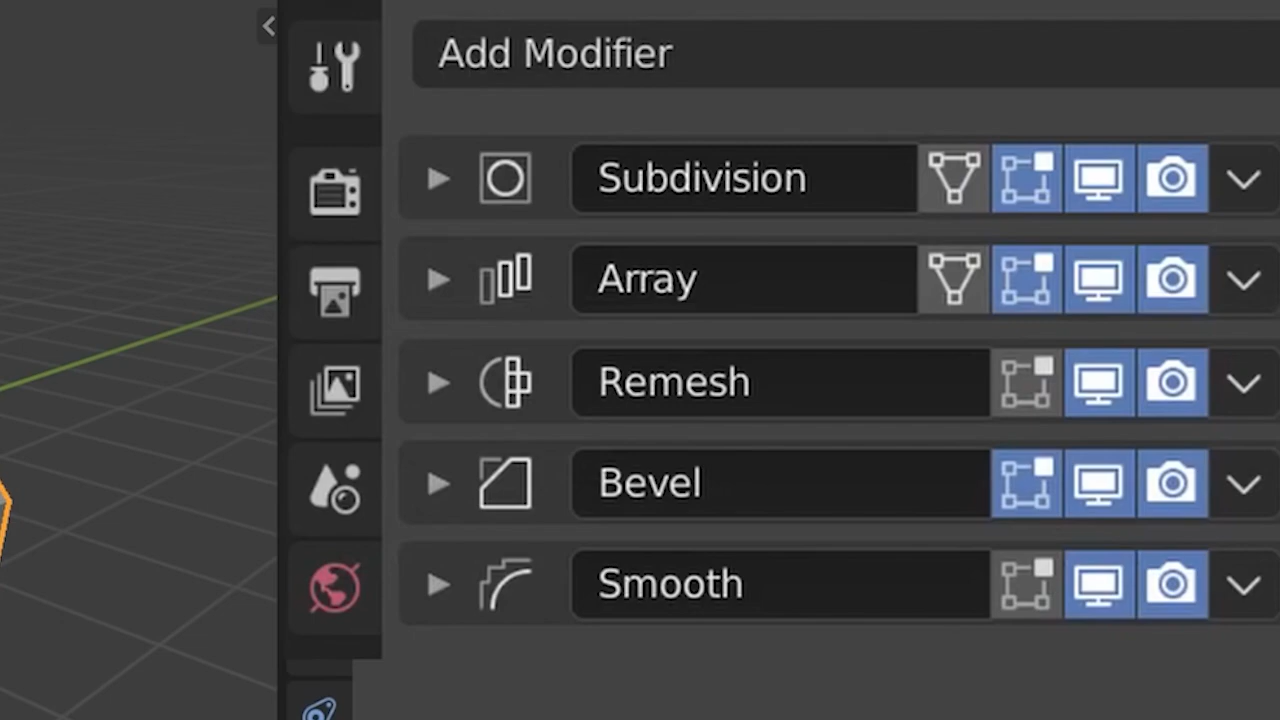 Add Modifier
Subdivision
Array
Remesh
Bevel
Smooth